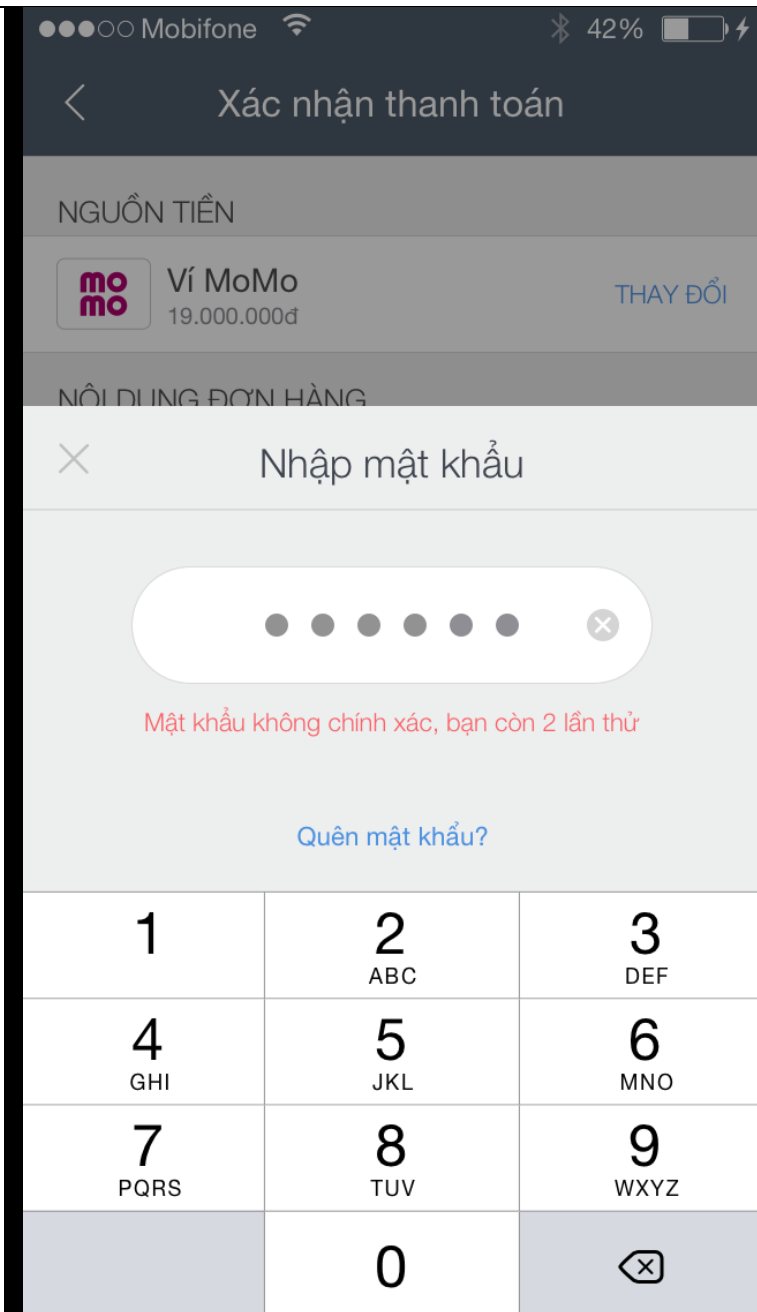 Mobifone 42%
Xác nhận thanh toán
NGUỒN TIỀN
mo
mo
Ví MoMo
19.000.000đ
THAY ĐỔI
NỘI DUNG ĐƠN HÀNG
Nhập mật khẩu
Mật khẩu không chính xác, bạn còn 2 lần thử
Quên mật khẩu?
1
2
ABC
3
DEF
4
GHI
5
JKL
6
MNO
7
PQRS
8
TUV
9
WXYZ
0